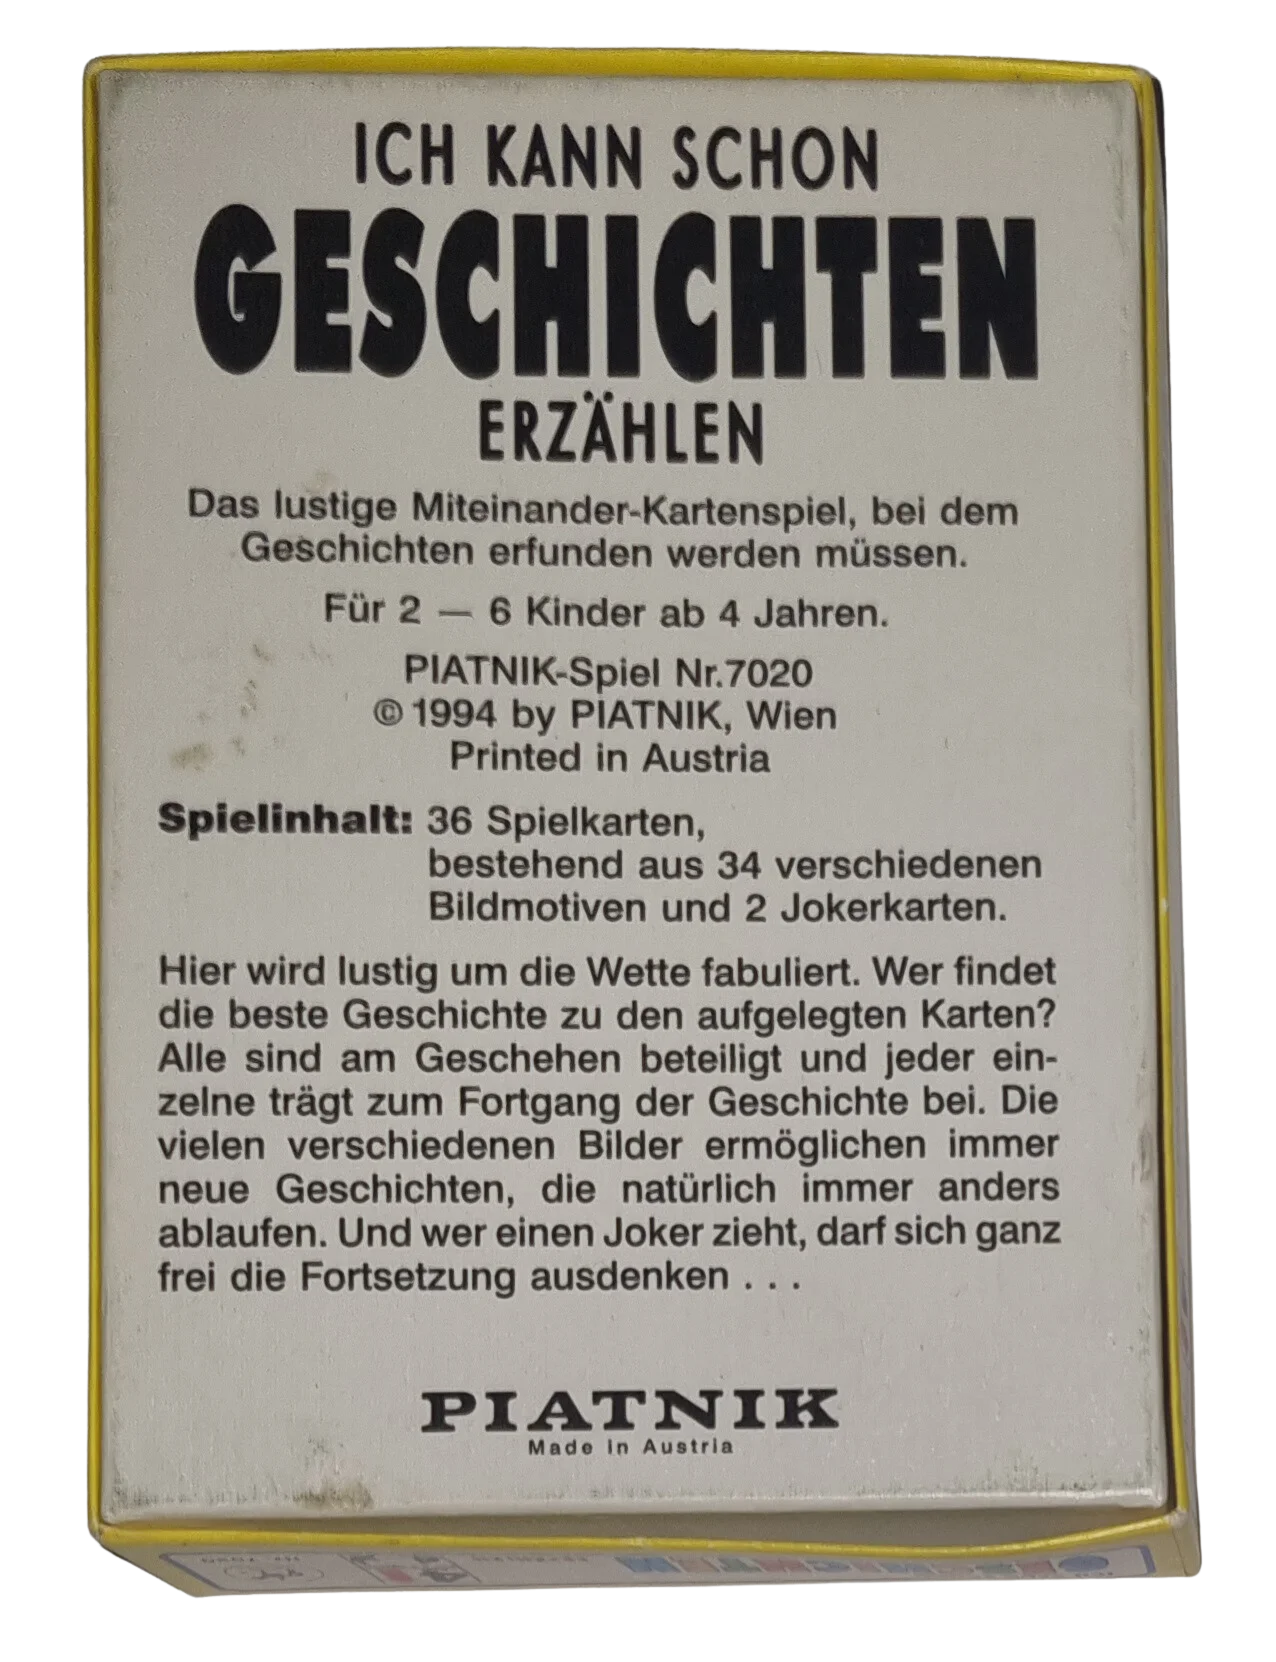 ICH KANN SCHON
GESCHICHTEN
ERZÄHLEN
Das lustige Miteinander-Kartenspiel, bei dem
Geschichten erfunden werden müssen.
Für 2 — 6 Kinder ab 4 Jahren.
PIATNIK-Spiel Nr.7020
© 1994 by PIATNIK, Wien
Printed in Austria
Spielinhalt: 36 Spielkarten,
bestehend aus 34 verschiedenen
Bildmotiven und 2 Jokerkarten.
Hier wird lustig um die Wette fabuliert. Wer findet
die beste Geschichte zu den aufgelegten Karten?
Alle sind am Geschehen beteiligt und jeder ein-
zelne trägt zum Fortgang der Geschichte bei. Die
vielen verschiedenen Bilder ermöglichen immer
neue Geschichten, die natürlich immer anders
ablaufen. Und wer einen Joker zieht, darf sich ganz
frei die Fortsetzung ausdenken . . .
PIATNIK
Made in Austria